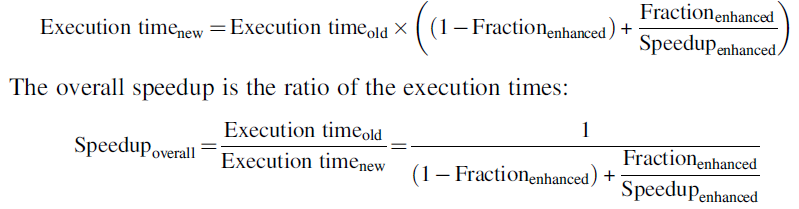 Execution time_new = Execution time_old × ((1 − Fraction_enhanced) + Fraction_enhanced / Speedup_enhanced)
The overall speedup is the ratio of the execution times:
Speedup_overall = Execution time_old / Execution time_new = 1 / ((1 − Fraction_enhanced) + Fraction_enhanced / Speedup_enhanced)